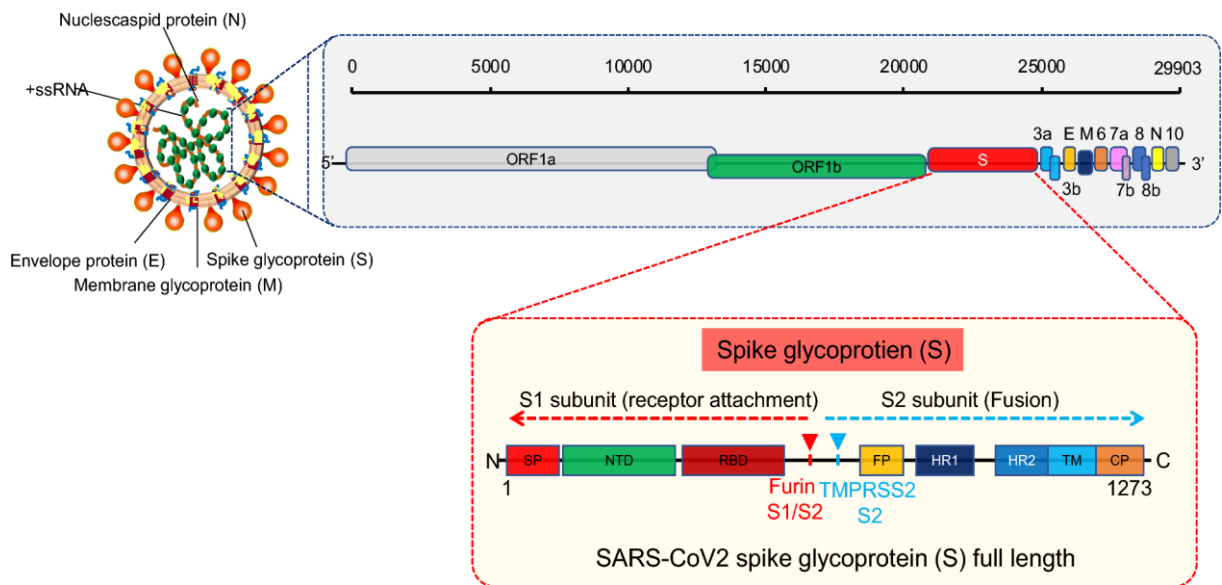 Nuclescaspid protein (N)
+ssRNA
Envelope protein (E)
Membrane glycoprotein (M)
Spike glycoprotein (S)
0 5000 10000 15000 20000 25000 29903
3a E M 6 7a 8 N 10
5’ ORF1a ORF1b S 3’
3b 7b 8b
Spike glycoprotien (S)
S1 subunit (receptor attachment) S2 subunit (Fusion)
N SP NTD RBD FP HR1 HR2 TM CP C
1 1273
Furin TMPRSS2
S1/S2 S2
SARS-CoV2 spike glycoprotein (S) full length